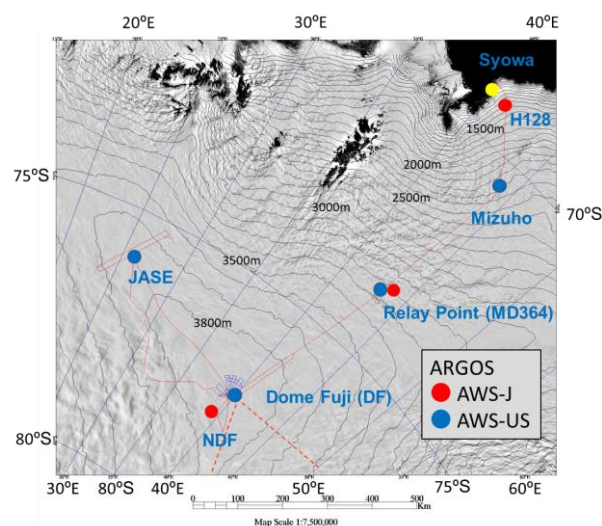 20°E
30°E
40°E
Syowa
H128
1500m
75°S
2000m
2500m
Mizuho
3000m
70°S
3500m
JASE
Relay Point (MD364)
3800m
ARGOS
AWS-J
AWS-US
Dome Fuji (DF)
NDF
80°S
30°E 80°S 40°E 50°E 75°S 60°E
0 100 200 300 400 500
Km
Map Scale 1:7,500,000